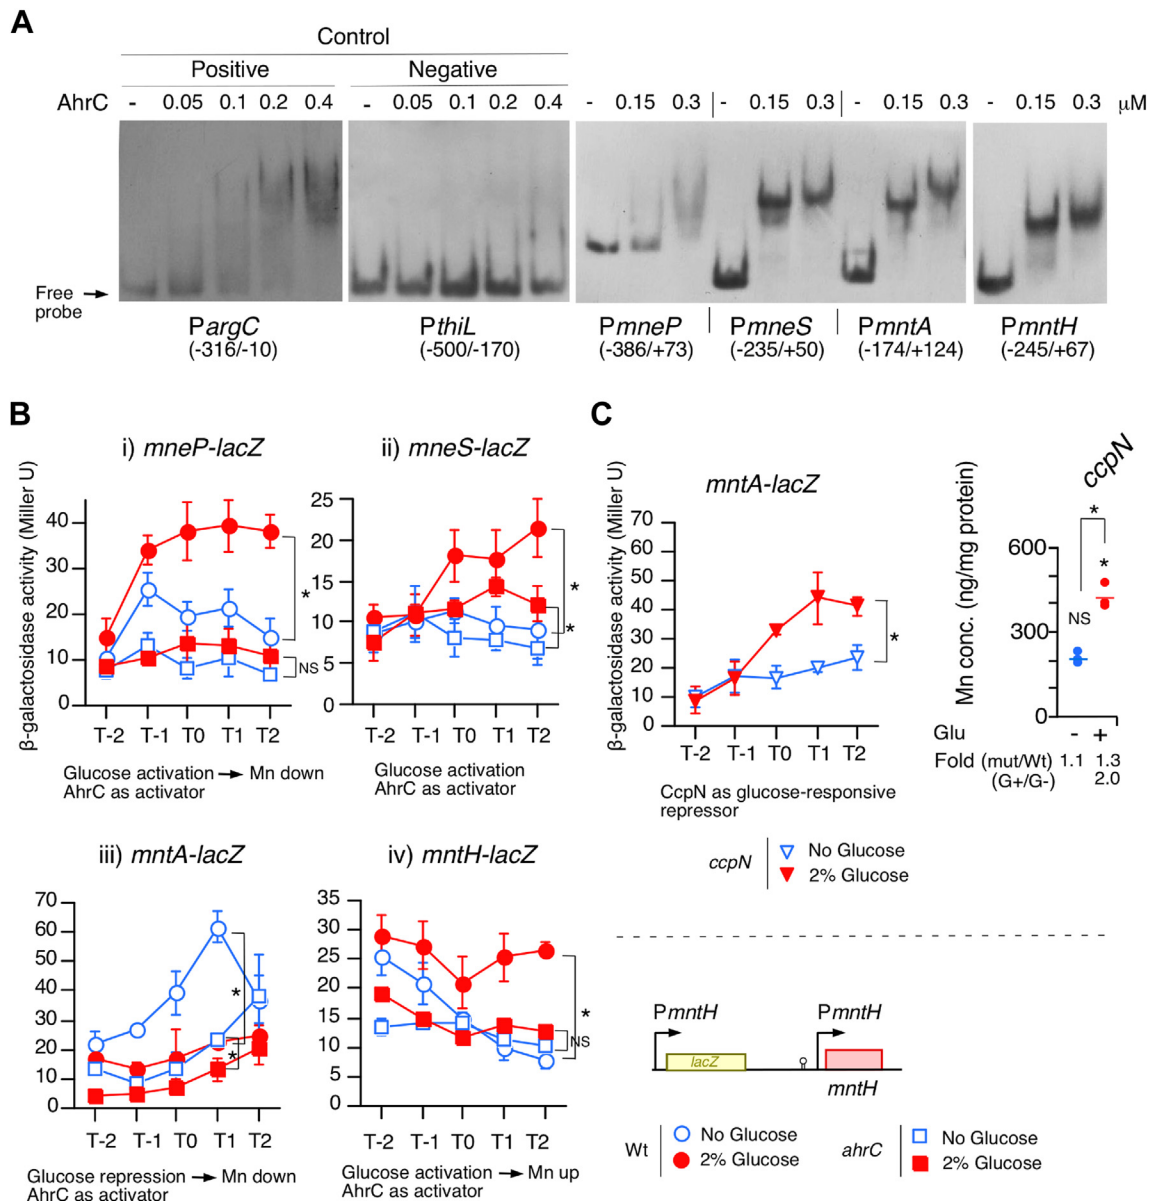 A
Control
Positive
Negative
AhrC - 0.05 0.1 0.2 0.4 - 0.05 0.1 0.2 0.4 - 0.15 0.3 - 0.15 0.3 - 0.15 0.3 - 0.15 0.3 μM
Free probe
PargC PthiL PmneP PmneS PmntA PmntH
(-316/-10) (-500/-170) (-386/+73) (-235/+50) (-174/+124) (-245/+67)
B
i) mneP-lacZ
β-galactosidase activity (Miller U)
40
30
20
10
0
*
NS
T-2 T-1 T0 T1 T2
Glucose activation → Mn down
AhrC as activator
ii) mneS-lacZ
25
20
15
10
5
0
*
*
T-2 T-1 T0 T1 T2
Glucose activation
AhrC as activator
iii) mntA-lacZ
70
60
50
40
30
20
10
0
*
*
T-2 T-1 T0 T1 T2
Glucose repression → Mn down
AhrC as activator
iv) mntH-lacZ
35
30
25
20
15
10
5
0
*
NS
T-2 T-1 T0 T1 T2
Glucose activation → Mn up
AhrC as activator
C
mntA-lacZ
β-galactosidase activity (Miller U)
70
60
50
40
30
20
10
0
*
T-2 T-1 T0 T1 T2
CcpN as glucose-responsive
repressor
ccpN
No Glucose
2% Glucose
ccpN
Mn conc. (ng/mg protein)
600
300
0
*
*
NS
Glu - +
Fold (mut/Wt) 1.1 1.3
(G+/G-) 2.0
PmntH PmntH
lacZ
mntH
Wt
No Glucose
2% Glucose
ahrC
No Glucose
2% Glucose